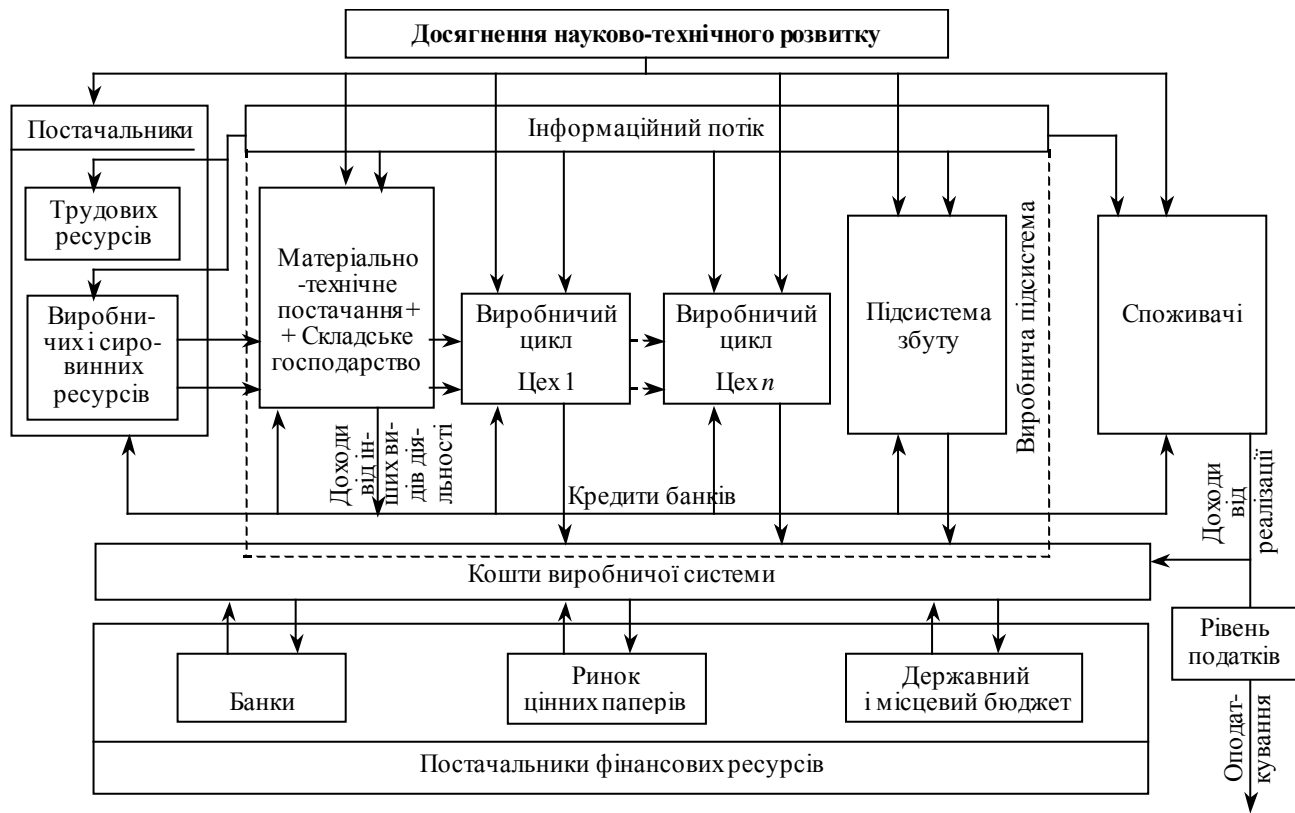 Досягнення науково-технічного розвитку
Постачальники
Інформаційний потік
Трудових
ресурсів
Виробни-
чих і сиро-
винних
ресурсів
Матеріально
-технічне
постачання+
+ Складське
господарство
Виробничий
цикл
Цех 1
Виробничий
цикл
Цех n
Підсистема
збуту
Виробнича підсистема
Споживачі
Доходи
від ін-
ших ви-
дів дія-
льності
Кредити банків
Доходи
від
реалізації
Кошти виробничої системи
Банки
Ринок
цінних паперів
Державний
і місцевий бюджет
Рівень
податків
Постачальники фінансових ресурсів
Оподат-
кування